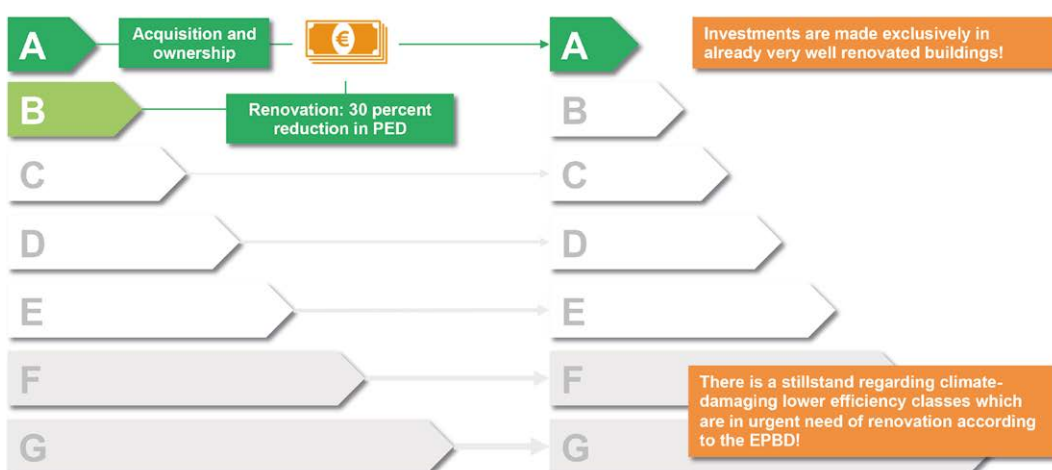 A
Acquisition and
ownership
€
A
Investments are made exclusively in
already very well renovated buildings!
B
Renovation: 30 percent
reduction in PED
B
C
C
D
D
E
E
F
F
There is a stillstand regarding climate-
damaging lower efficiency classes which
are in urgent need of renovation according
to the EPBD!
G
G